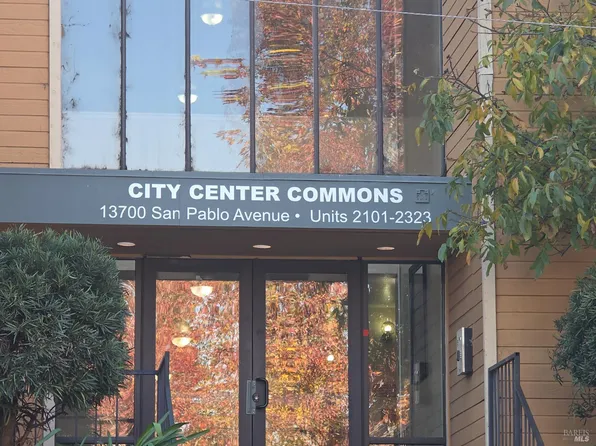 CITY CENTER COMMONS
13700 San Pablo Avenue • Units 2101-2323
BAREIS
MLS